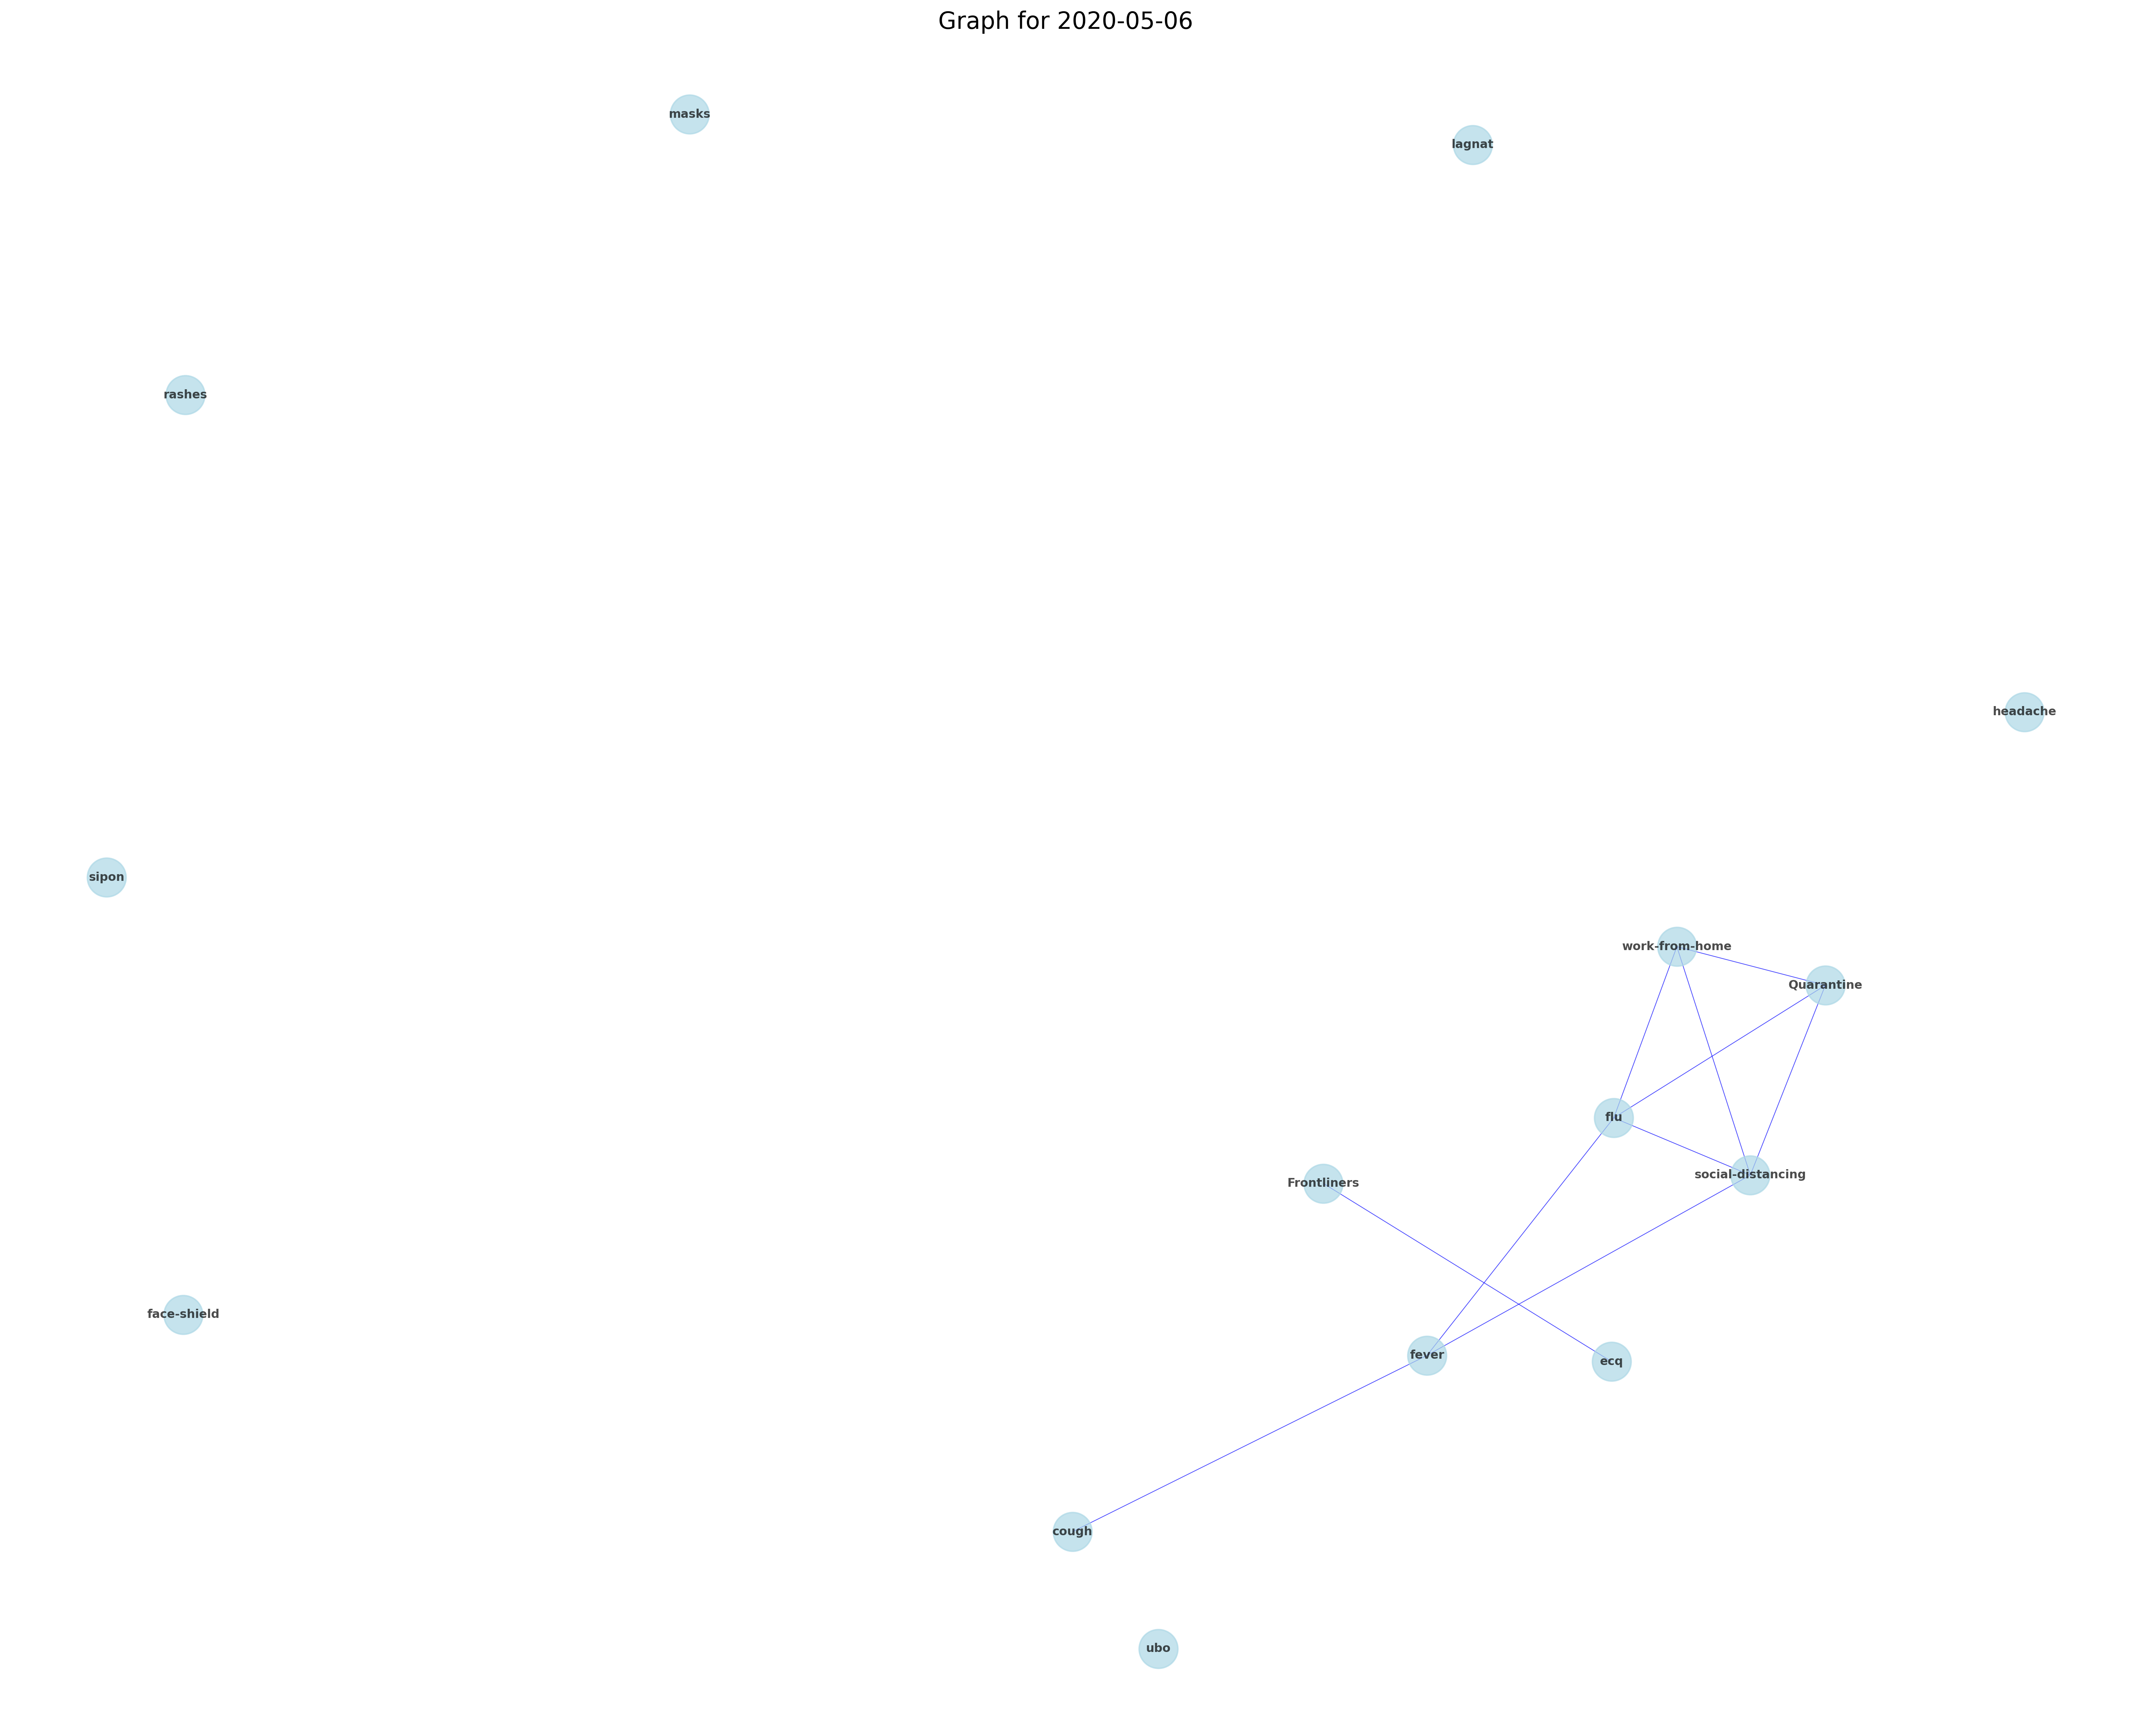 Graph for 2020-05-06
masks
lagnat
rashes
headache
sipon
work-from-home
Quarantine
flu
social-distancing
Frontliners
face-shield
fever
ecq
cough
ubo